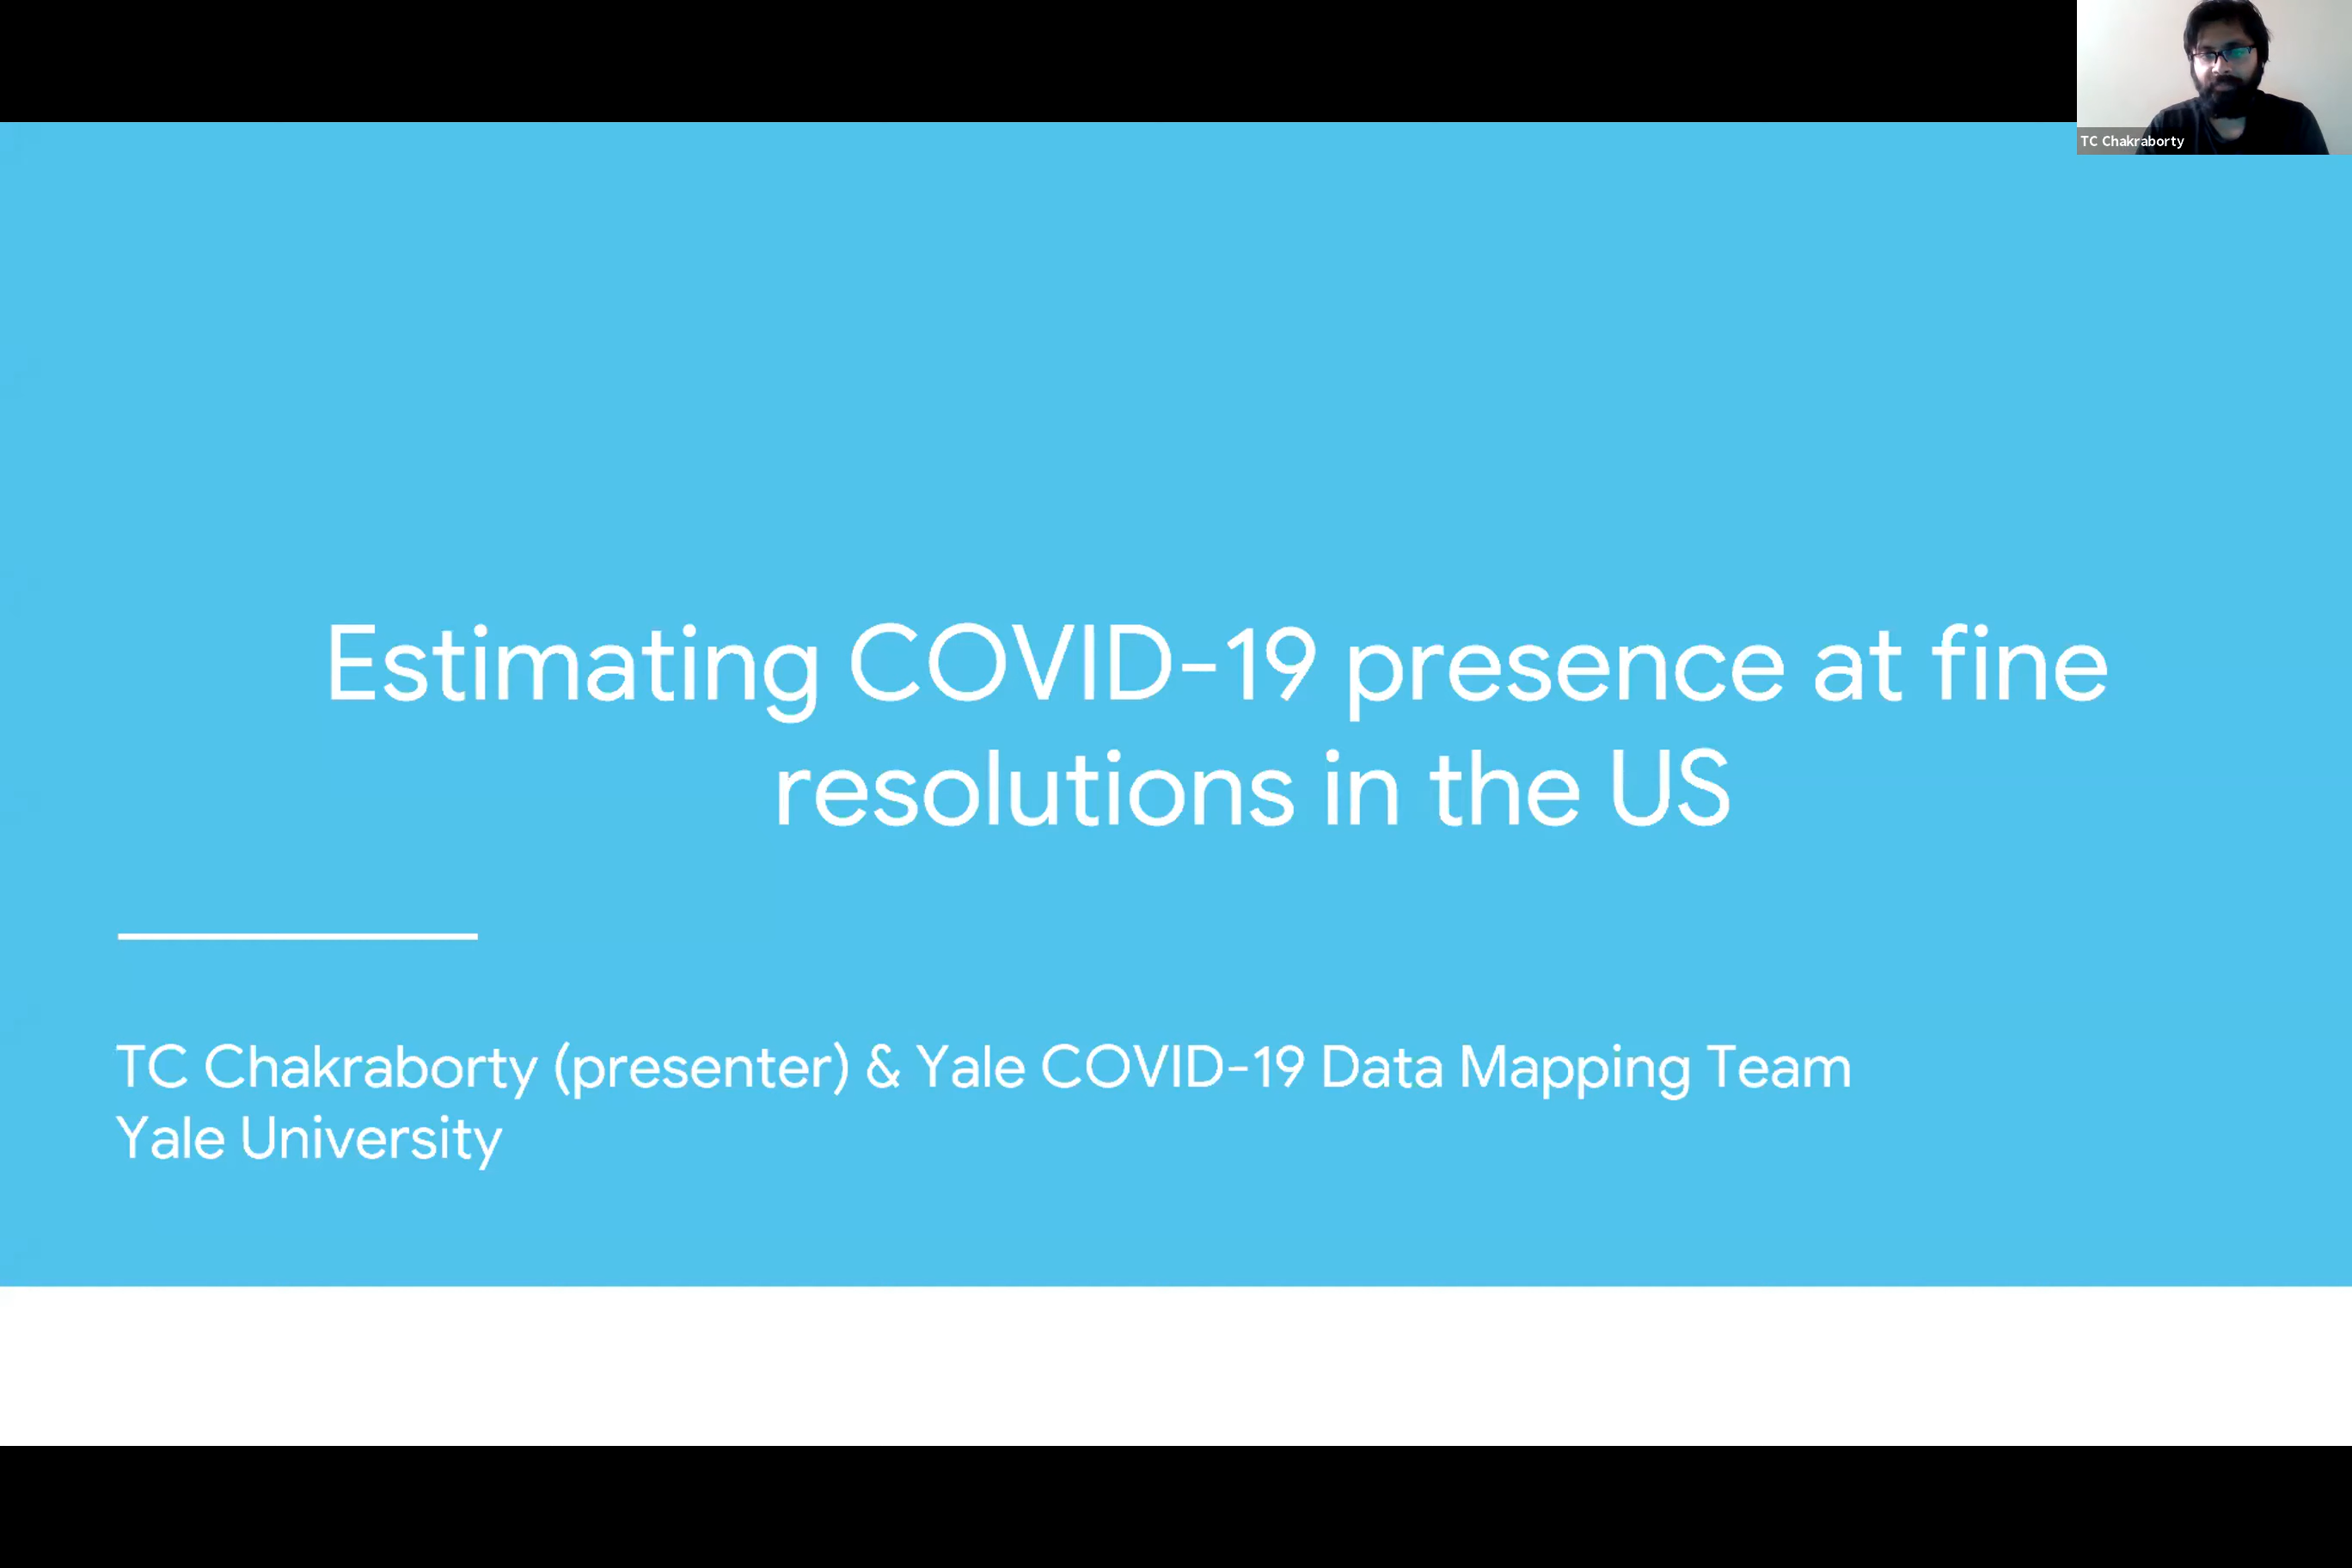 TC Chakraborty
Estimating COVID-19 presence at fine
resolutions in the US
TC Chakraborty (presenter) & Yale COVID-19 Data Mapping Team
Yale University